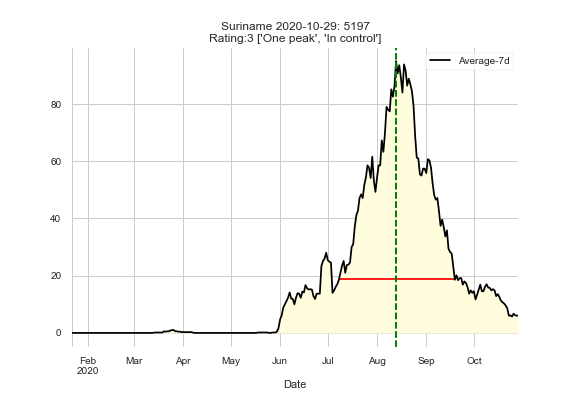 Suriname 2020-10-29: 5197
Rating:3 ['One peak', 'In control']
Average-7d
80
60
40
20
0
Feb Mar Apr May Jun Jul Aug Sep Oct
2020
Date